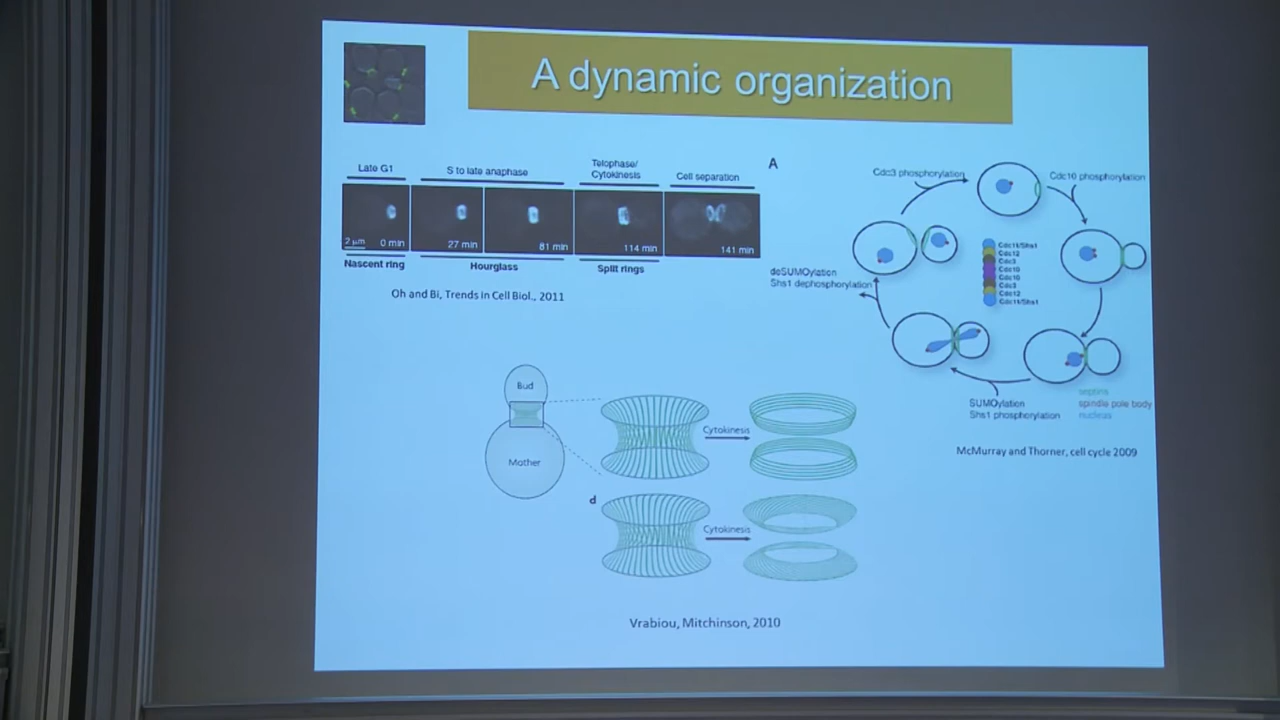 A dynamic organization
Late G1
S to late anaphase
Telophase/
Cytokinesis
Cell separation
2 µm
0 min
27 min
81 min
114 min
141 min
Nascent ring
Hourglass
Split rings
Oh and Bi, Trends in Cell Biol., 2011
A
Cdc3 phosphorylation
Cdc10 phosphorylation
Cdc11/Shs1
Cdc12
Cdc3
Cdc10
Cdc10
Cdc3
Cdc12
Cdc11/Shs1
deSUMOylation
Shs1 dephosphorylation
SUMOylation
Shs1 phosphorylation
septins
spindle pole body
nucleus
McMurray and Thorner, cell cycle 2009
Bud
Mother
Cytokinesis
d
Cytokinesis
Vrabiou, Mitchinson, 2010